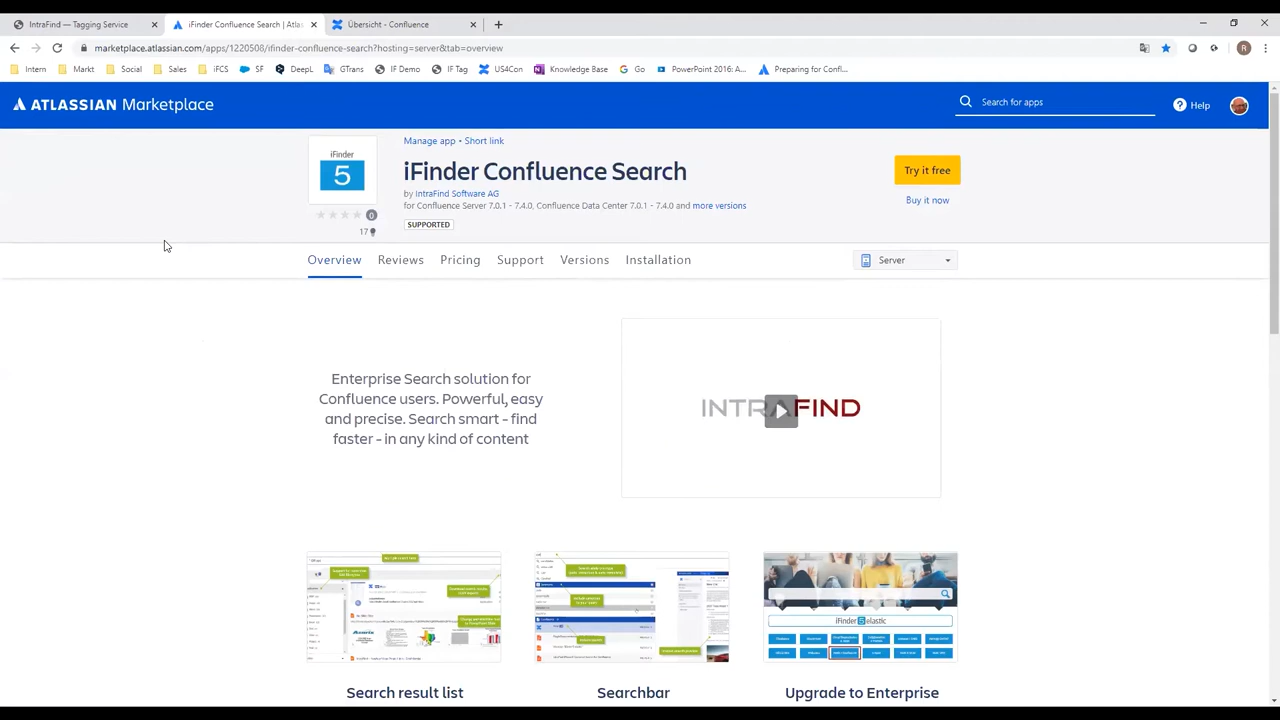 IntraFind — Tagging Service
iFinder Confluence Search | Atlas
Übersicht - Confluence
marketplace.atlassian.com/apps/1220508/ifinder-confluence-search?hosting=server&tab=overview
Intern
Markt
Social
Sales
iFCS
SF
DeepL
GTrans
IF Demo
IF Tag
US4Con
Knowledge Base
Go
PowerPoint 2016: A...
Preparing for Confl...
ATLASSIAN Marketplace
Search for apps
Help
iFinder
5
Manage app • Short link
iFinder Confluence Search
by IntraFind Software AG
for Confluence Server 7.0.1 - 7.4.0, Confluence Data Center 7.0.1 - 7.4.0 and more versions
SUPPORTED
0
17
Try it free
Buy it now
Overview
Reviews
Pricing
Support
Versions
Installation
Server
Enterprise Search solution for
Confluence users. Powerful, easy
and precise. Search smart - find
faster - in any kind of content
INTRAFIND
iFinder5 elastic
Search result list
Searchbar
Upgrade to Enterprise